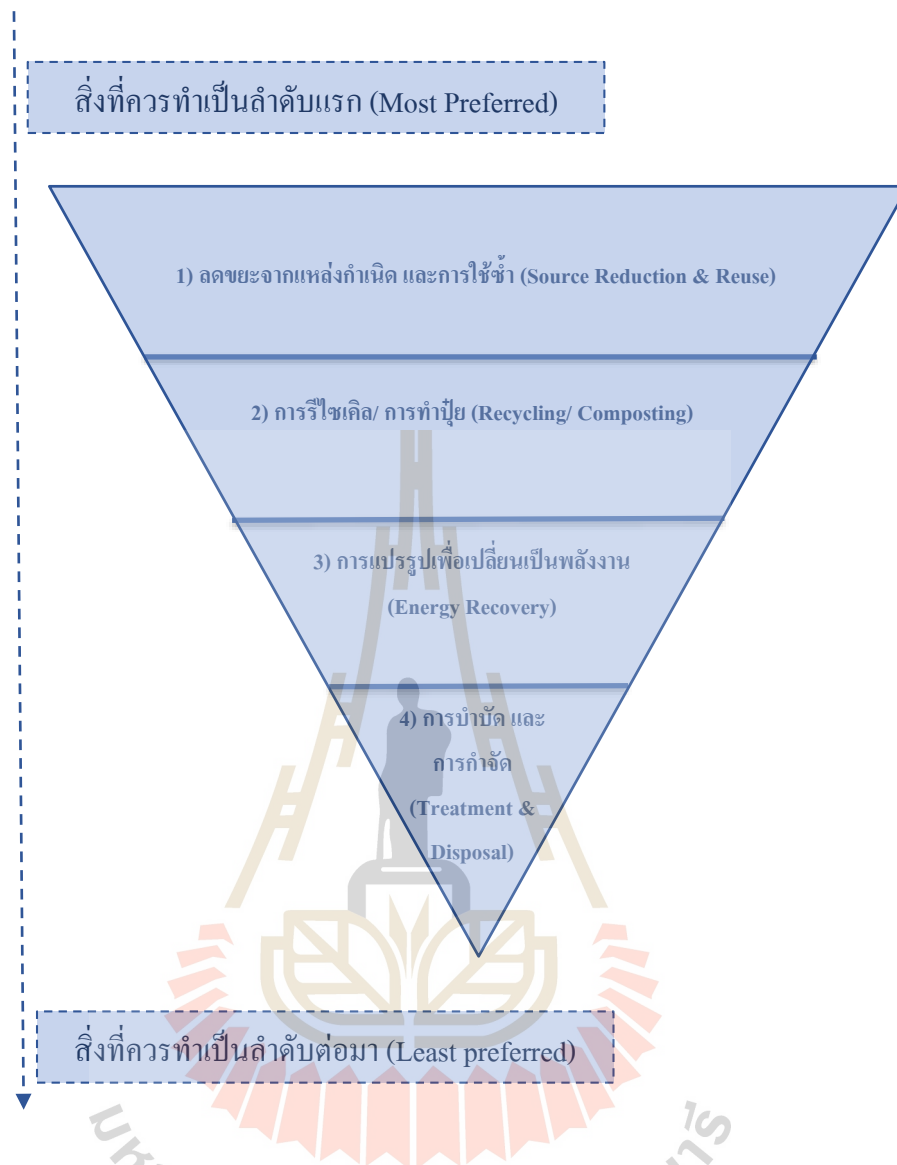 สิ่งที่ควรทำเป็นลำดับแรก (Most Preferred)
1) ลดขยะจากแหล่งกำเนิด และการใช้ซ้ำ (Source Reduction & Reuse)
2) การรีไซเคิล/ การทำปุ๋ย (Recycling/ Composting)
3) การแปรรูปเพื่อเปลี่ยนเป็นพลังงาน
(Energy Recovery)
4) การบำบัด และ
การกำจัด
(Treatment &
Disposal)
สิ่งที่ควรทำเป็นลำดับต่อมา (Least preferred)